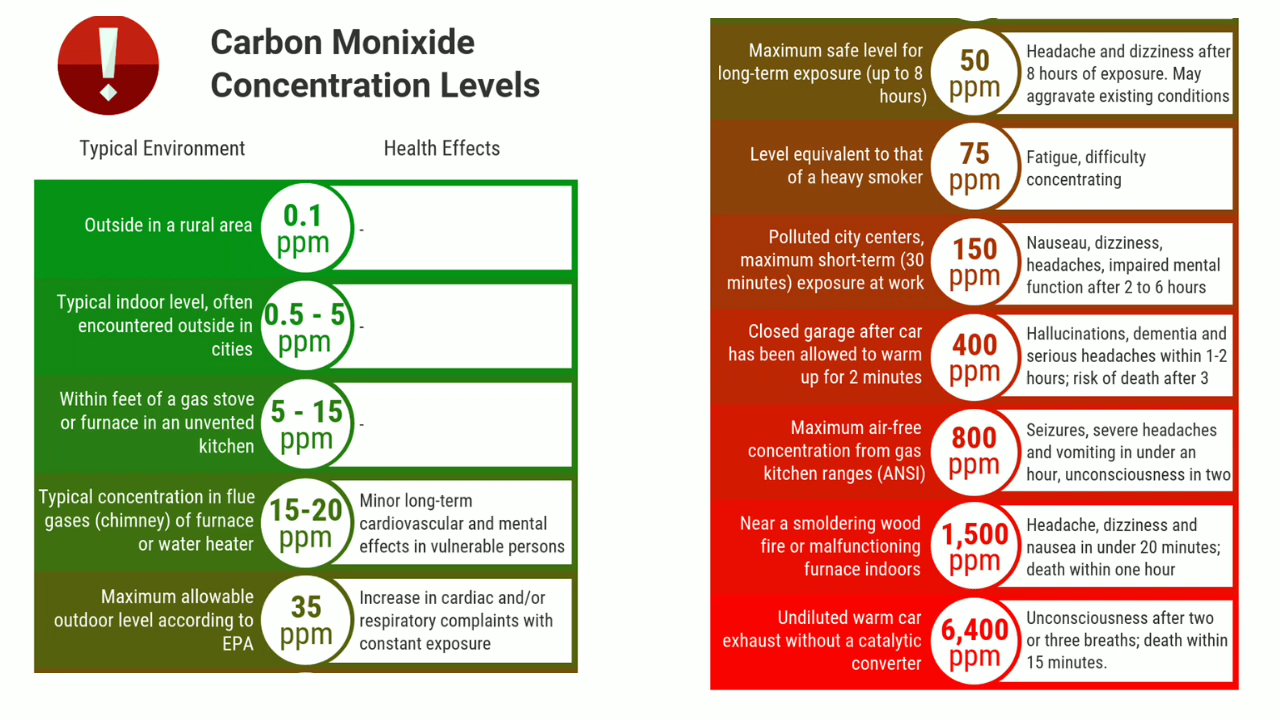 Carbon Monixide
Concentration Levels
Typical Environment
Health Effects
Outside in a rural area
0.1
ppm
-
Typical indoor level, often
encountered outside in
cities
0.5 - 5
ppm
-
Within feet of a gas stove
or furnace in an unvented
kitchen
5 - 15
ppm
-
Typical concentration in flue
gases (chimney) of furnace
or water heater
15-20
ppm
Minor long-term
cardiovascular and mental
effects in vulnerable persons
Maximum allowable
outdoor level according to
EPA
35
ppm
Increase in cardiac and/or
respiratory complaints with
constant exposure
Maximum safe level for
long-term exposure (up to 8
hours)
50
ppm
Headache and dizziness after
8 hours of exposure. May
aggravate existing conditions
Level equivalent to that
of a heavy smoker
75
ppm
Fatigue, difficulty
concentrating
Polluted city centers,
maximum short-term (30
minutes) exposure at work
150
ppm
Nauseau, dizziness,
headaches, impaired mental
function after 2 to 6 hours
Closed garage after car
has been allowed to warm
up for 2 minutes
400
ppm
Hallucinations, dementia and
serious headaches within 1-2
hours; risk of death after 3
Maximum air-free
concentration from gas
kitchen ranges (ANSI)
800
ppm
Seizures, severe headaches
and vomiting in under an
hour, unconsciousness in two
Near a smoldering wood
fire or malfunctioning
furnace indoors
1,500
ppm
Headache, dizziness and
nausea in under 20 minutes;
death within one hour
Undiluted warm car
exhaust without a catalytic
converter
6,400
ppm
Unconsciousness after two
or three breaths; death within
15 minutes.